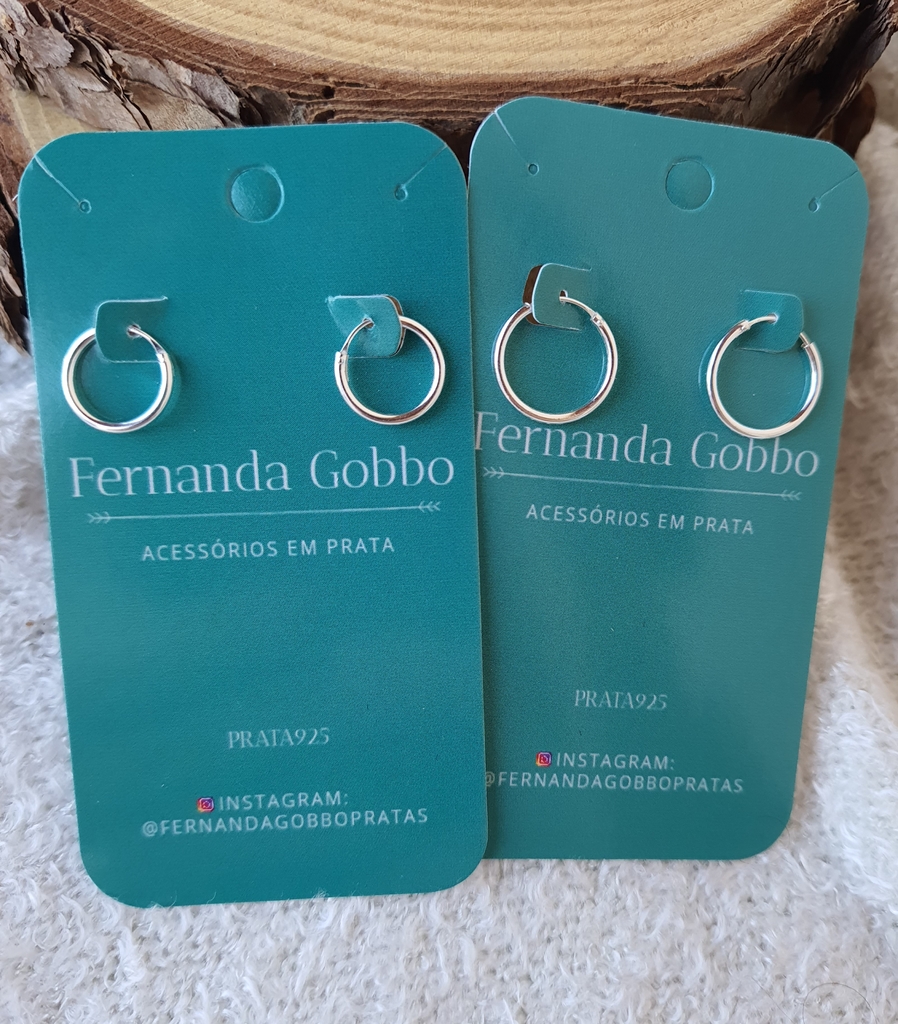 Fernanda Gobbo
ACESSÓRIOS EM PRATA
PRATA925
INSTAGRAM:
@FERNANDAGOBBOPRATAS
Fernanda Gobbo
ACESSÓRIOS EM PRATA
PRATA925
INSTAGRAM:
@FERNANDAGOBBOPRATAS